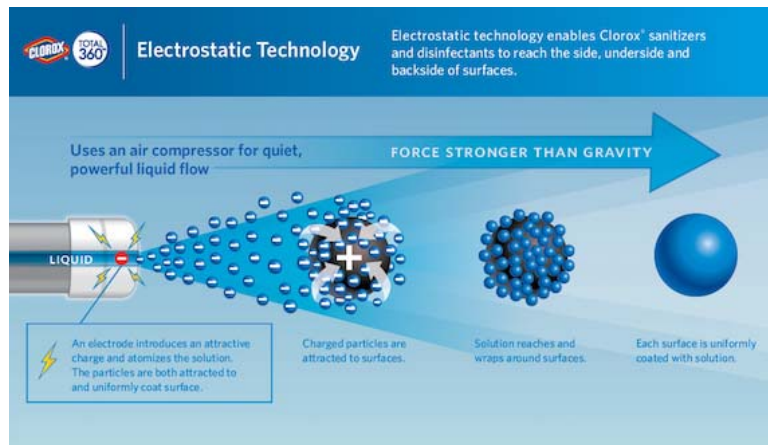 CLOROX
TOTAL
360°
Electrostatic Technology
Electrostatic technology enables Clorox® sanitizers
and disinfectants to reach the side, underside and
backside of surfaces.
Uses an air compressor for quiet,
powerful liquid flow
FORCE STRONGER THAN GRAVITY
LIQUID
An electrode introduces an attractive
charge and atomizes the solution.
The particles are both attracted to
and uniformly coat surface.
Charged particles are
attracted to surfaces.
Solution reaches and
wraps around surfaces.
Each surface is uniformly
coated with solution.